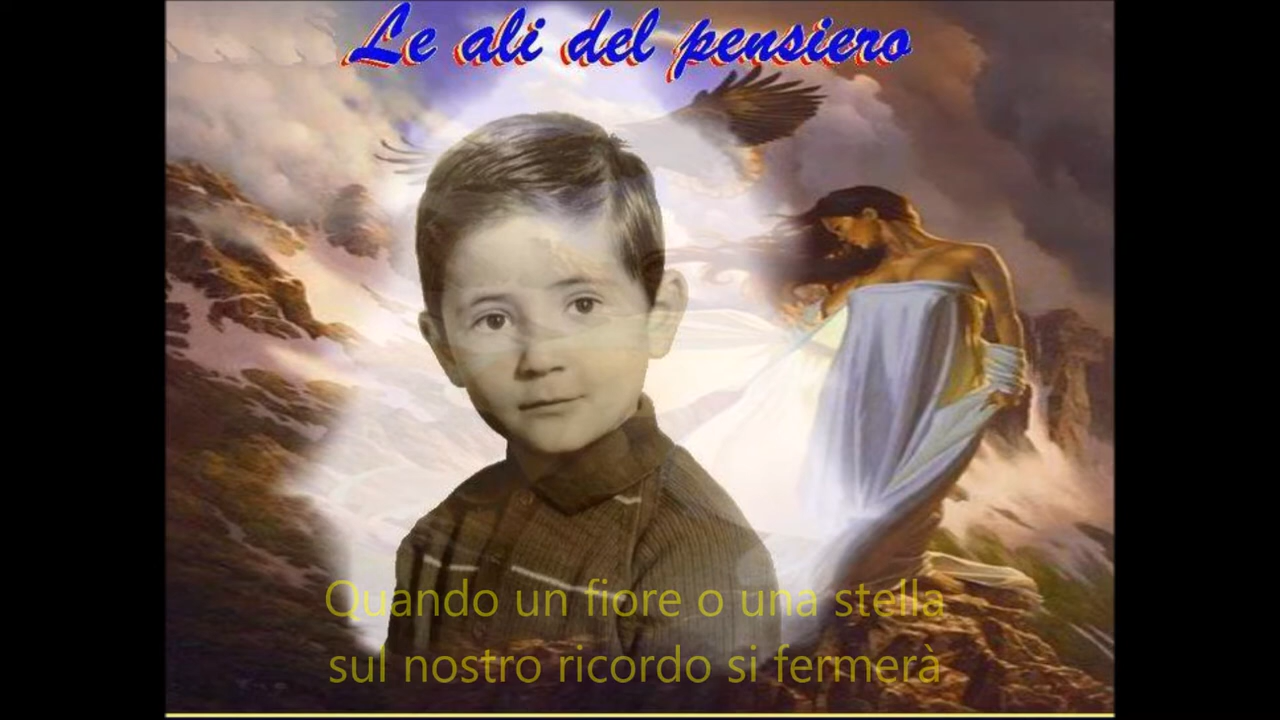 Le ali del pensiero
Quando un fiore o una stella
sul nostro ricordo si fermerà